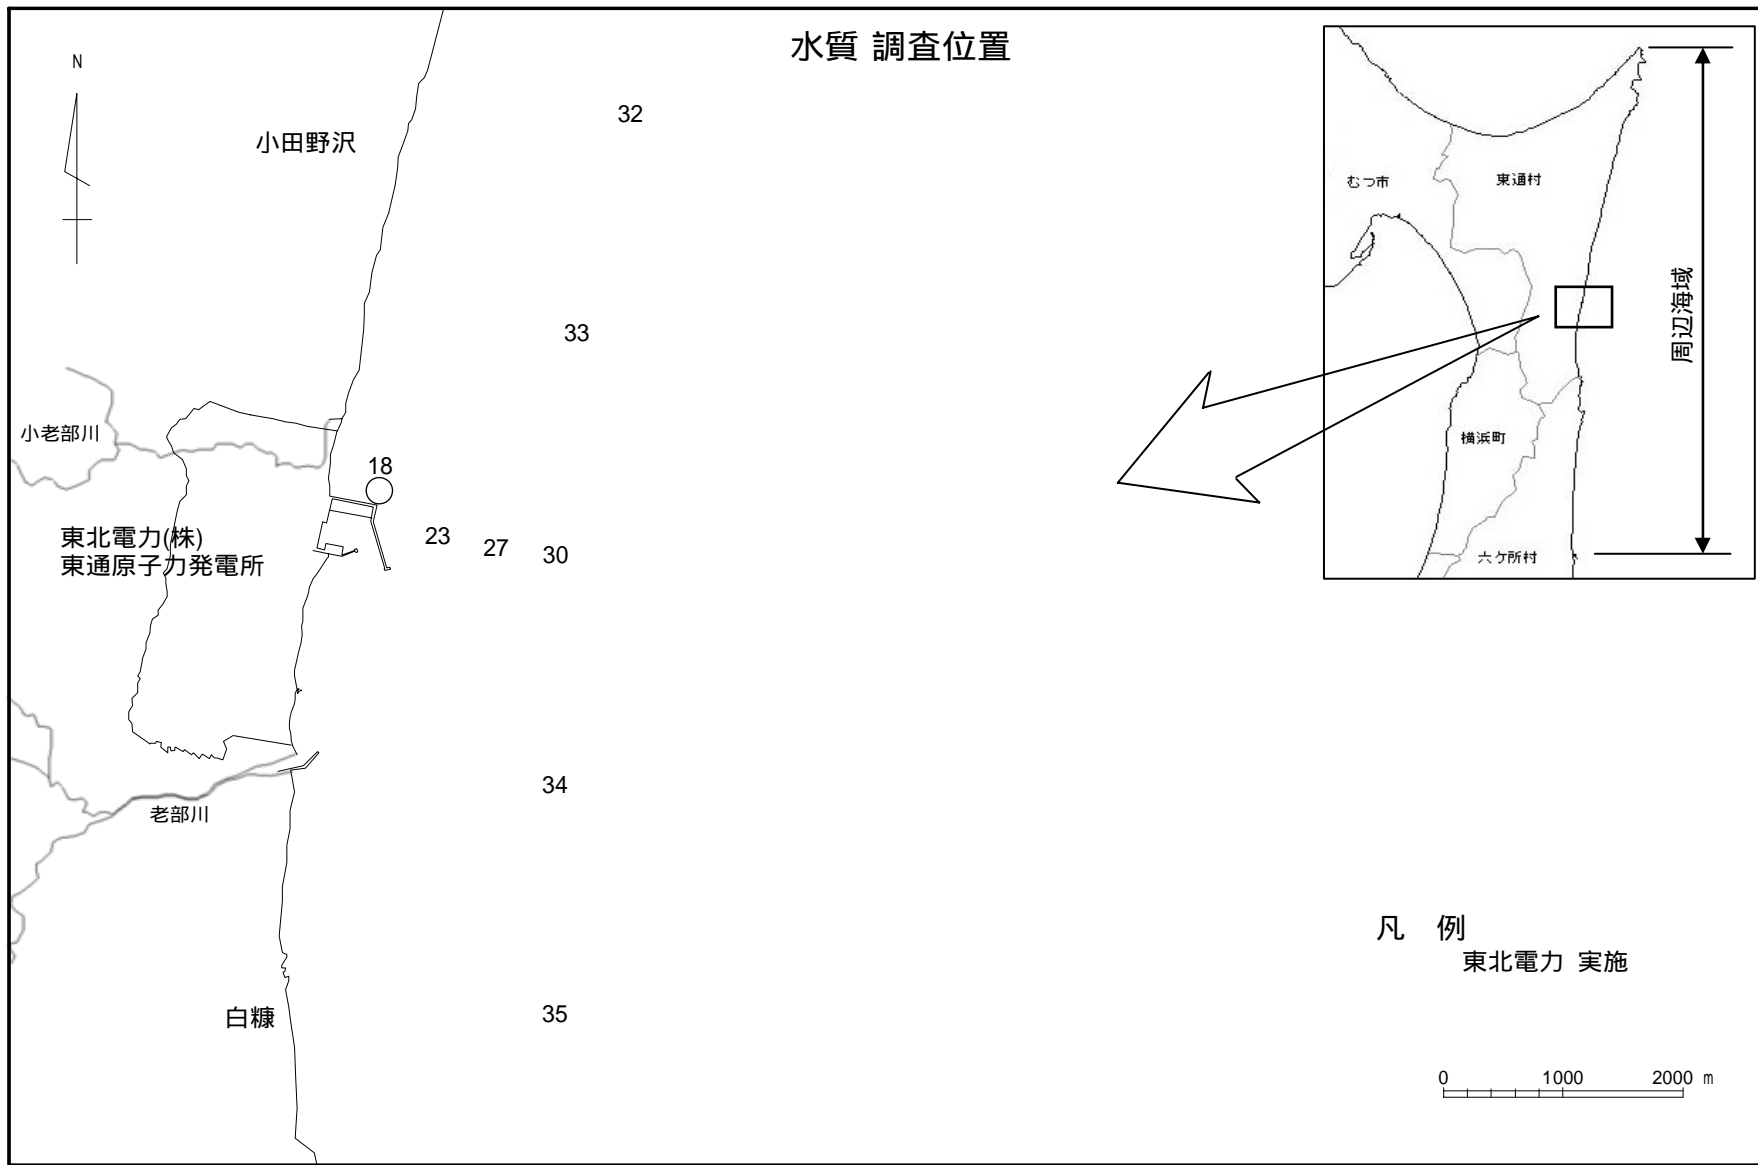 水質 調査位置
N
小田野沢
32
33
小老部川
18
東北電力(株)
東通原子力発電所
23
27
30
34
老部川
白糠
35
むつ市
東通村
周辺海域
横浜町
六ケ所村
凡 例
東北電力 実施
0 1000 2000 m